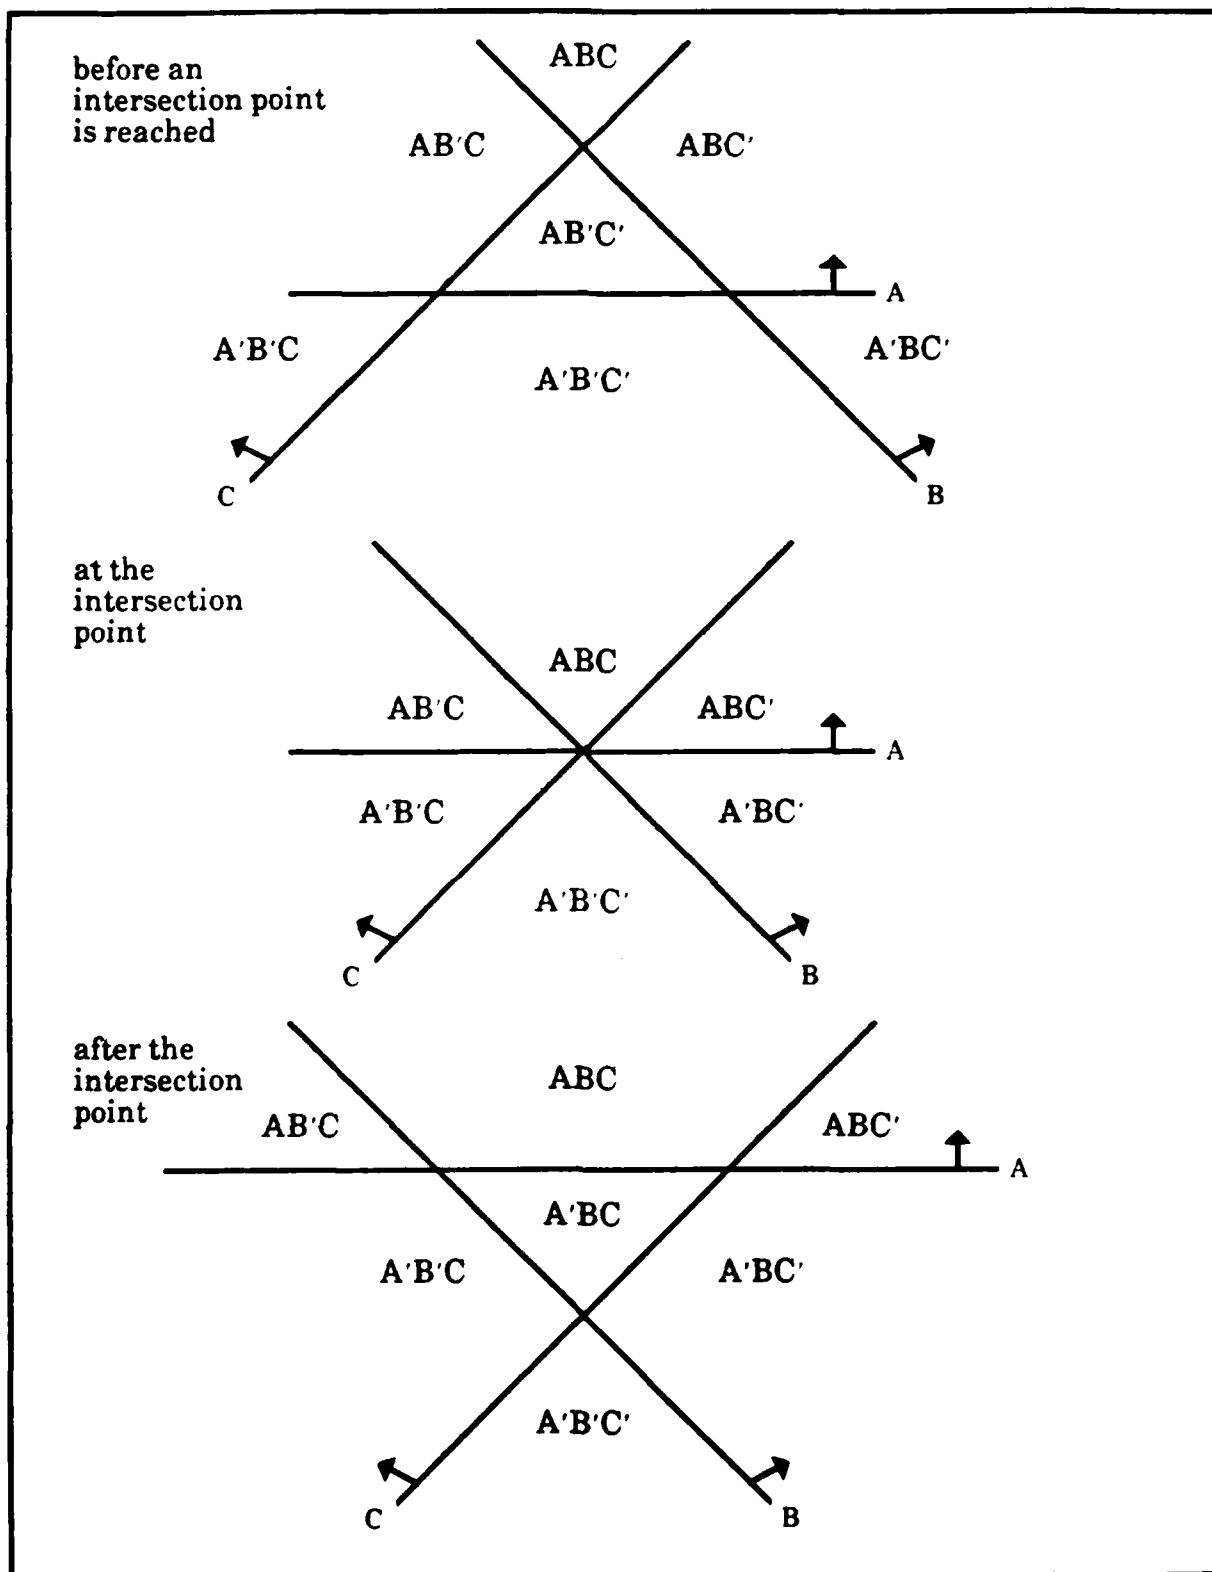 before an
intersection point
is reached
ABC
AB'C
ABC'
AB'C'
A
A'B'C
A'BC'
A'B'C'
C
B
at the
intersection
point
ABC
AB'C
ABC'
A
A'B'C
A'BC'
A'B'C'
C
B
after the
intersection
point
ABC
AB'C
ABC'
A
A'BC
A'B'C
A'BC'
A'B'C'
C
B